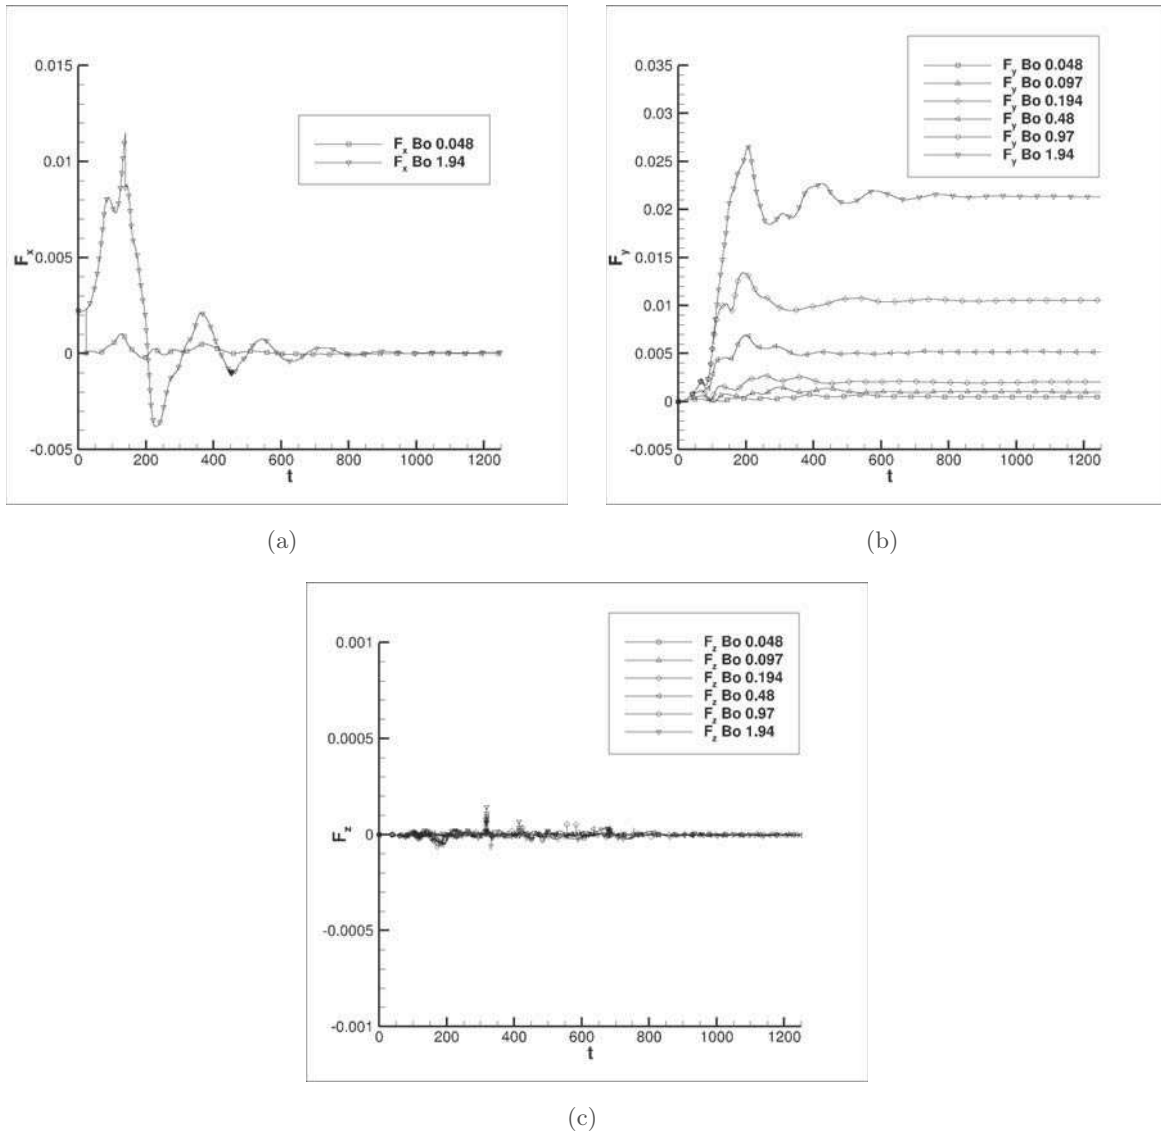 0.015
0.01
0.005
0
-0.005
F_x
F_x Bo 0.048
F_x Bo 1.94
0 200 400 600 800 1000 1200
t
(a)
0.035
0.03
0.025
0.02
0.015
0.01
0.005
0
-0.005
F_y
F_y Bo 0.048
F_y Bo 0.097
F_y Bo 0.194
F_y Bo 0.48
F_y Bo 0.97
F_y Bo 1.94
0 200 400 600 800 1000 1200
t
(b)
0.001
0.0005
0
-0.0005
-0.001
F_z
F_z Bo 0.048
F_z Bo 0.097
F_z Bo 0.194
F_z Bo 0.48
F_z Bo 0.97
F_z Bo 1.94
0 200 400 600 800 1000 1200
t
(c)